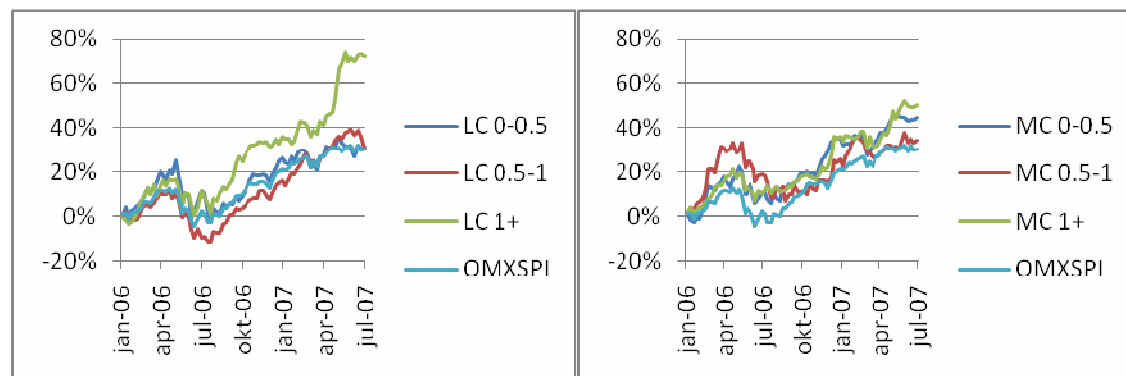 80%
60%
40%
20%
0%
-20%
jan-06
apr-06
jul-06
okt-06
jan-07
apr-07
jul-07
LC 0-0.5
LC 0.5-1
LC 1+
OMXSPI
80%
60%
40%
20%
0%
-20%
jan-06
apr-06
jul-06
okt-06
jan-07
apr-07
jul-07
MC 0-0.5
MC 0.5-1
MC 1+
OMXSPI